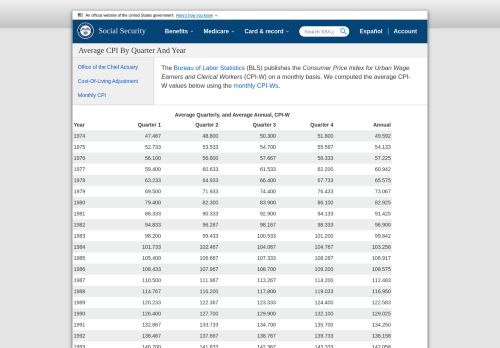 An official website of the United States government Here's how you know
Social Security
Benefits Medicare Card & record Español Account
Average CPI By Quarter And Year
Office of the Chief Actuary
Cost-Of-Living Adjustment
Monthly CPI
The Bureau of Labor Statistics (BLS) publishes the Consumer Price Index for Urban Wage
Earners and Clerical Workers (CPI-W) on a monthly basis. We computed the average CPI-
W values below using the monthly CPI-Ws.
Average Quarterly, and Average Annual, CPI-W
Year Quarter 1 Quarter 2 Quarter 3 Quarter 4 Annual
1974 47.467 48.800 50.300 51.800 49.592
1975 52.733 53.533 54.700 55.567 54.133
1976 56.100 56.800 57.667 58.333 57.225
1977 59.400 60.633 61.533 62.200 60.942
1978 63.233 64.933 66.400 67.733 65.575
1979 69.500 71.933 74.400 76.433 73.067
1980 79.400 82.300 83.900 86.100 82.925
1981 88.333 90.333 92.900 94.133 91.425
1982 94.833 96.267 98.167 98.333 96.900
1983 98.200 99.433 100.533 101.200 99.842
1984 101.733 102.467 104.067 104.767 103.258
1985 105.400 106.667 107.333 108.267 106.917
1986 108.433 107.967 108.700 109.200 108.575
1987 110.500 111.967 113.267 114.200 112.483
1988 114.767 116.200 117.800 119.033 116.950
1989 120.233 122.367 123.333 124.400 122.583
1990 126.400 127.700 129.900 132.100 129.025
1991 132.867 133.733 134.700 135.700 134.250
1992 136.467 137.667 138.767 139.733 138.158